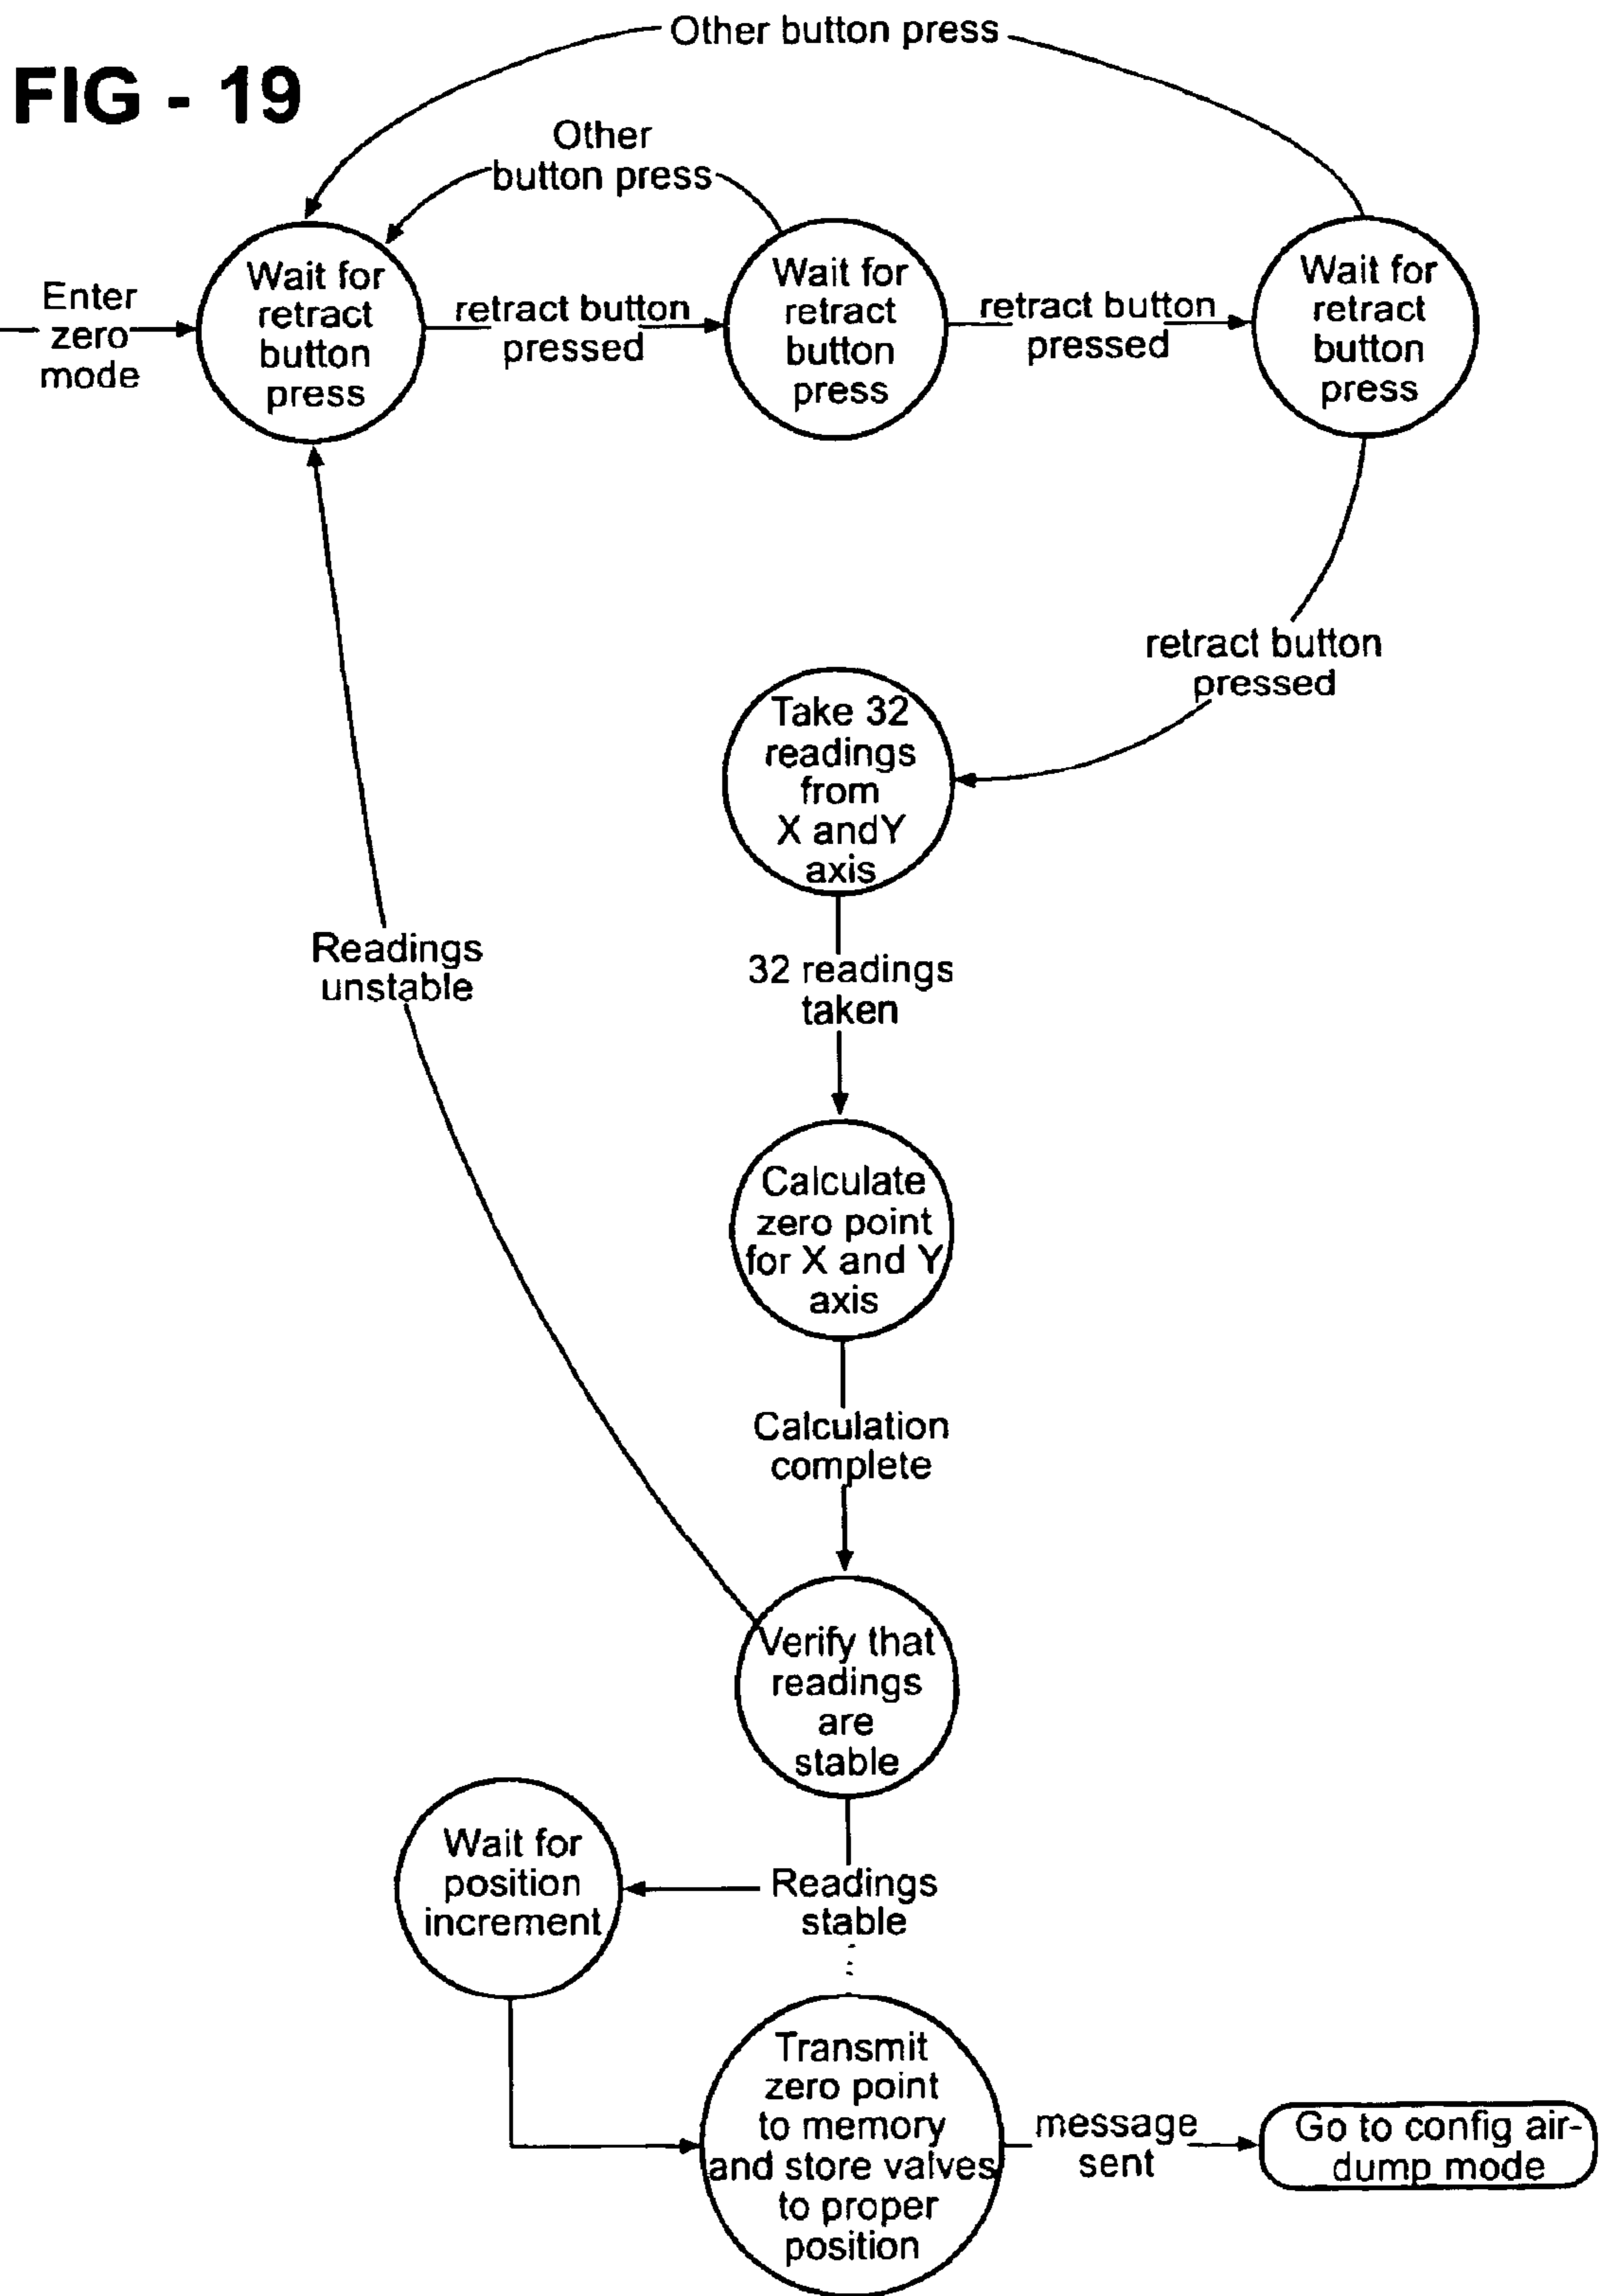 Other button press
FIG - 19
Other
button press
Enter
zero
mode
Wait for
retract
button
press
retract button
pressed
Wait for
retract
button
press
retract button
pressed
Wait for
retract
button
press
retract button
pressed
Take 32
readings
from
X andY
axis
Readings
unstable
32 readings
taken
Calculate
zero point
for X and Y
axis
Calculation
complete
Verify that
readings
are
stable
Wait for
position
increment
Readings
stable
Transmit
zero point
to memory
and store valves
to proper
position
message
sent
Go to config air-
dump mode